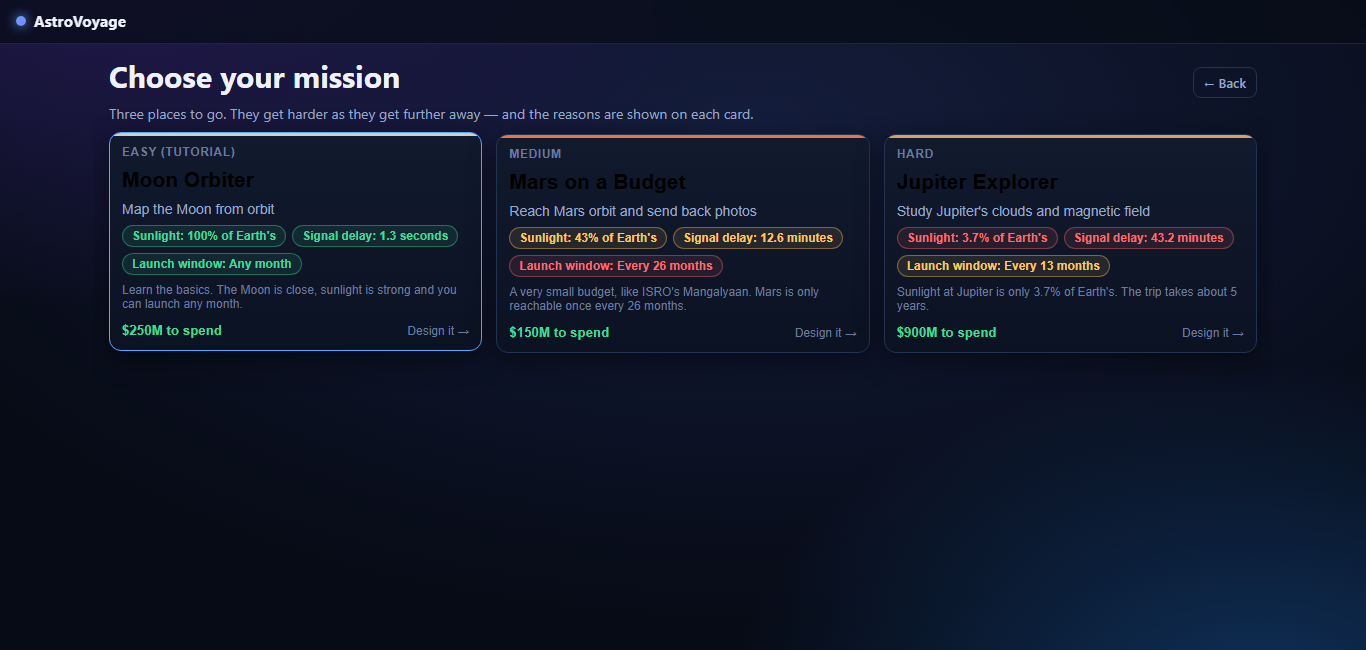 AstroVoyage
Choose your mission
← Back
Three places to go. They get harder as they get further away — and the reasons are shown on each card.
EASY (TUTORIAL)
Moon Orbiter
Map the Moon from orbit
Sunlight: 100% of Earth's
Signal delay: 1.3 seconds
Launch window: Any month
Learn the basics. The Moon is close, sunlight is strong and you
can launch any month.
$250M to spend
Design it →
MEDIUM
Mars on a Budget
Reach Mars orbit and send back photos
Sunlight: 43% of Earth's
Signal delay: 12.6 minutes
Launch window: Every 26 months
A very small budget, like ISRO's Mangalyaan. Mars is only
reachable once every 26 months.
$150M to spend
Design it →
HARD
Jupiter Explorer
Study Jupiter's clouds and magnetic field
Sunlight: 3.7% of Earth's
Signal delay: 43.2 minutes
Launch window: Every 13 months
Sunlight at Jupiter is only 3.7% of Earth's. The trip takes about 5
years.
$900M to spend
Design it →